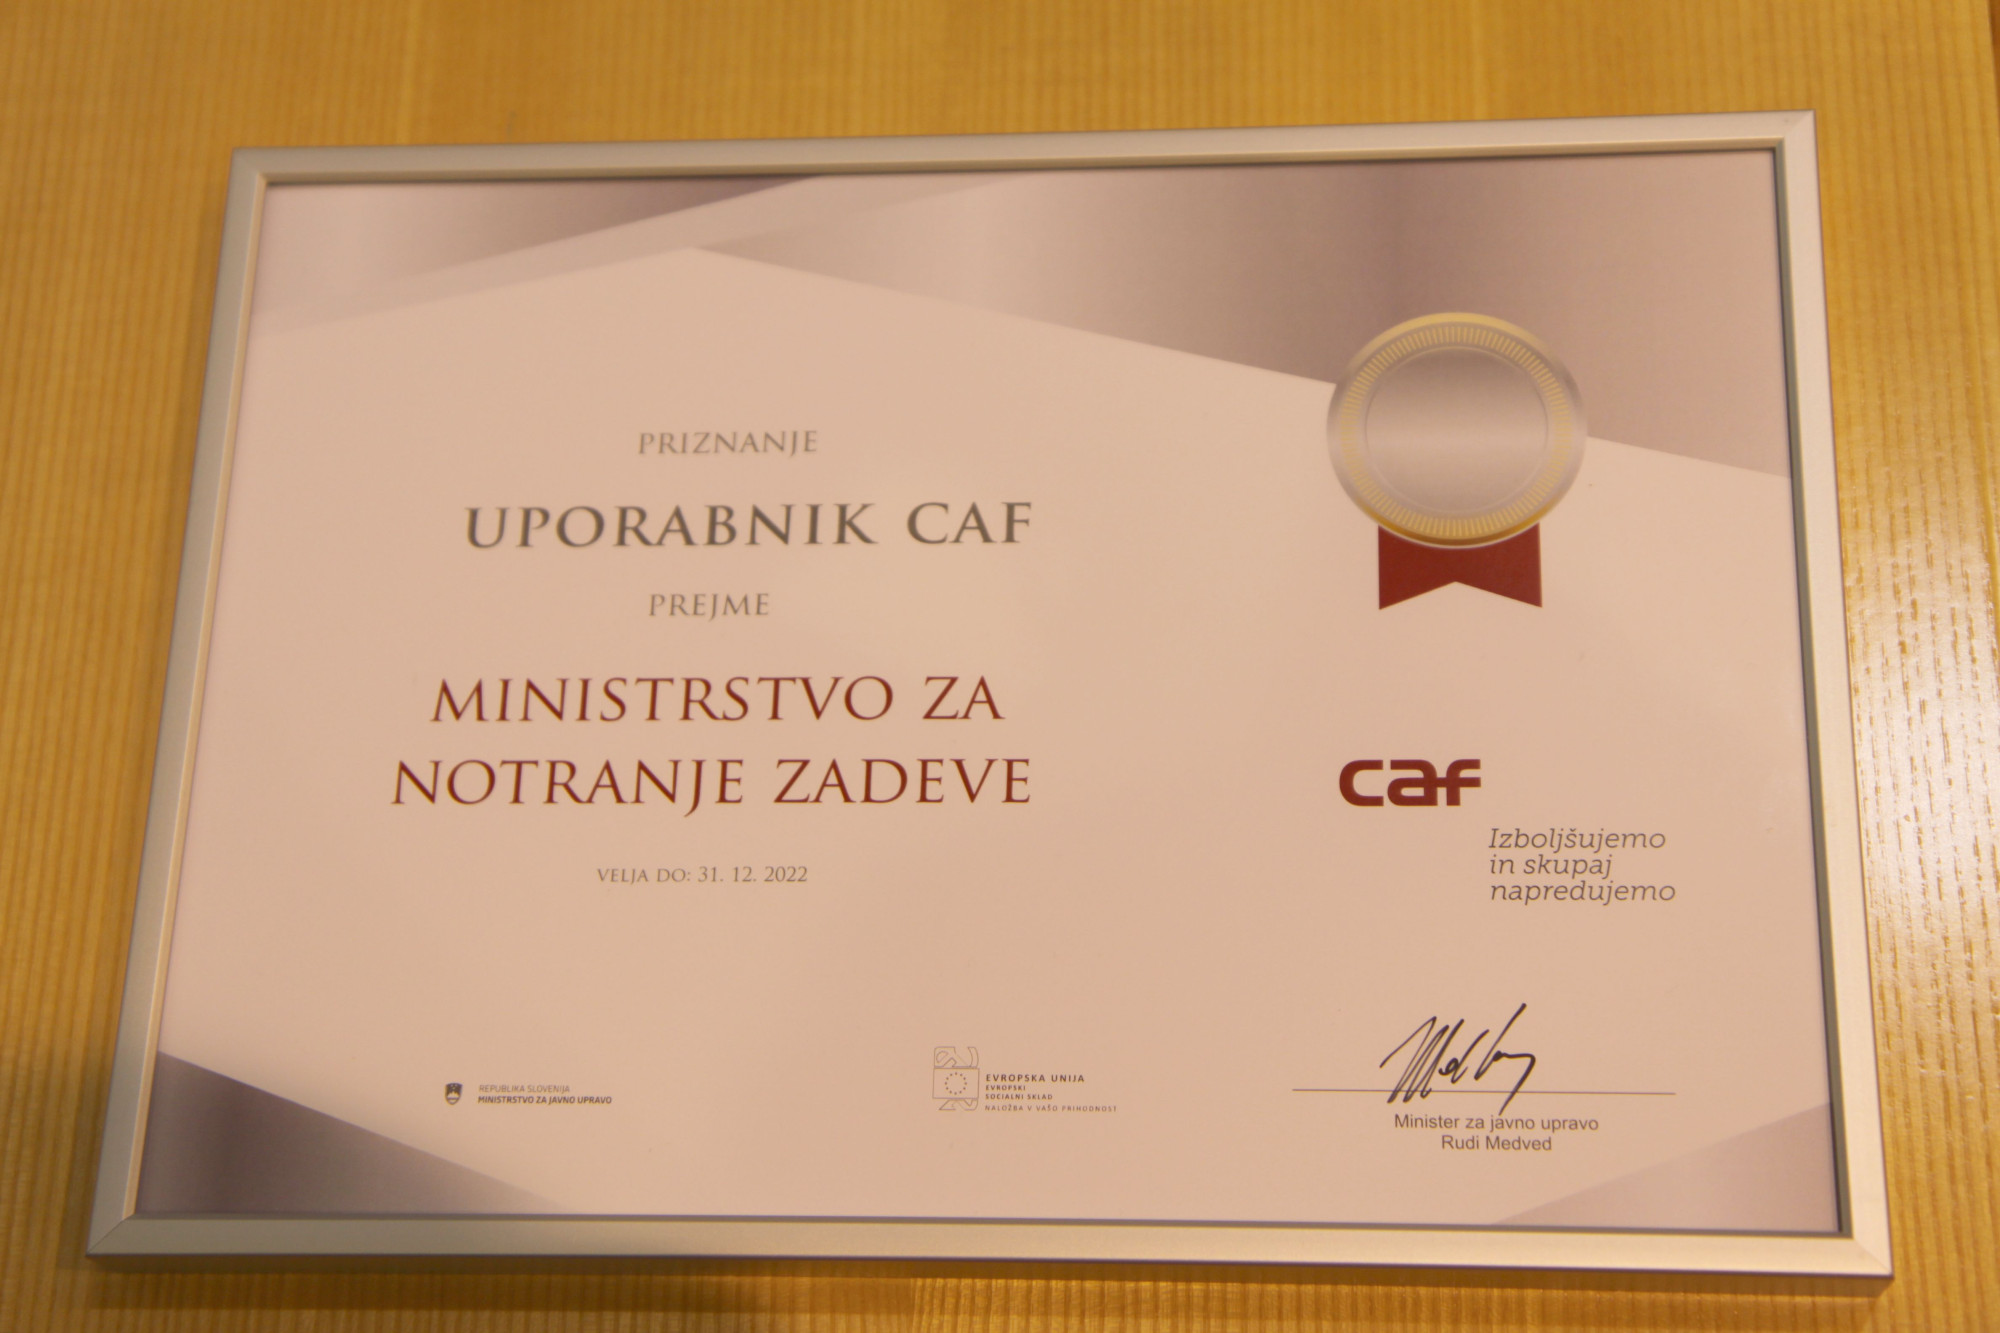 PRIZNANJE
UPORABNIK CAF
PREJME
MINISTRSTVO ZA
NOTRANJE ZADEVE
VELJA DO: 31. 12. 2022
caf
Izboljšujemo
in skupaj
napredujemo
REPUBLIKA SLOVENIJA
MINISTRSTVO ZA JAVNO UPRAVO
EVROPSKA UNIJA
EVROPSKI
SOCIALNI SKLAD
NALOŽBA V VAŠO PRIHODNOST
Minister za javno upravo
Rudi Medved